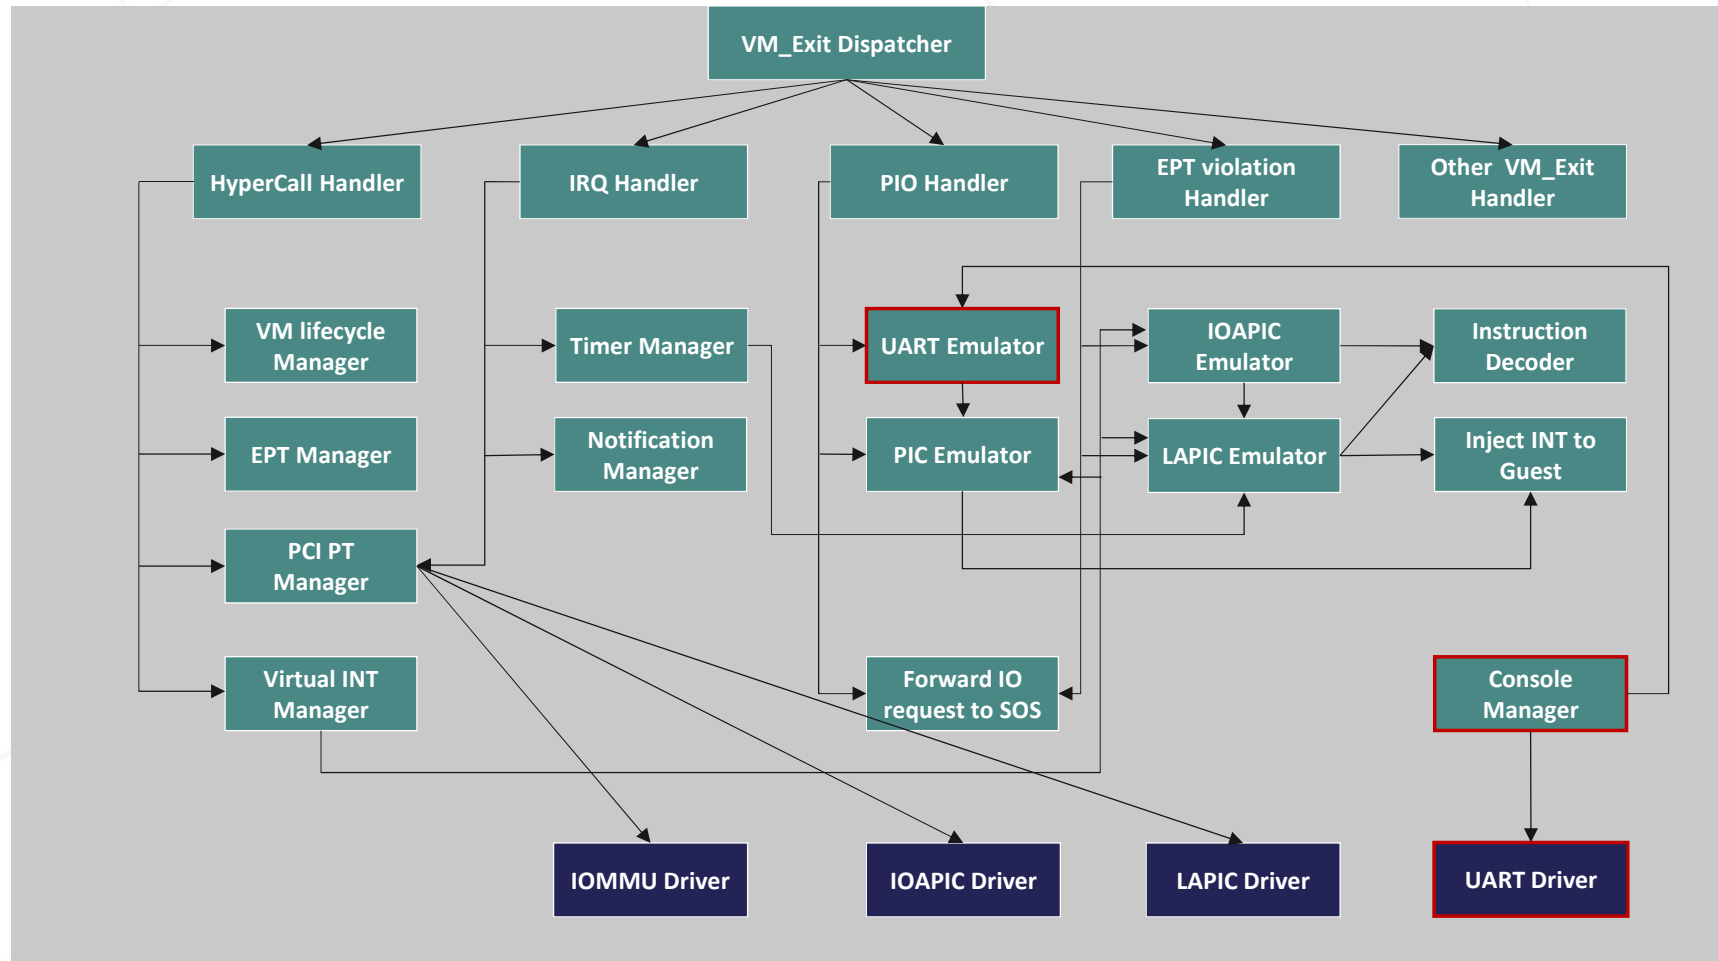 VM_Exit Dispatcher
HyperCall Handler
IRQ Handler
PIO Handler
EPT violation
Handler
Other VM_Exit
Handler
VM lifecycle
Manager
Timer Manager
UART Emulator
IOAPIC
Emulator
Instruction
Decoder
EPT Manager
Notification
Manager
PIC Emulator
LAPIC Emulator
Inject INT to
Guest
PCI PT
Manager
Virtual INT
Manager
Forward IO
request to SOS
Console
Manager
IOMMU Driver
IOAPIC Driver
LAPIC Driver
UART Driver